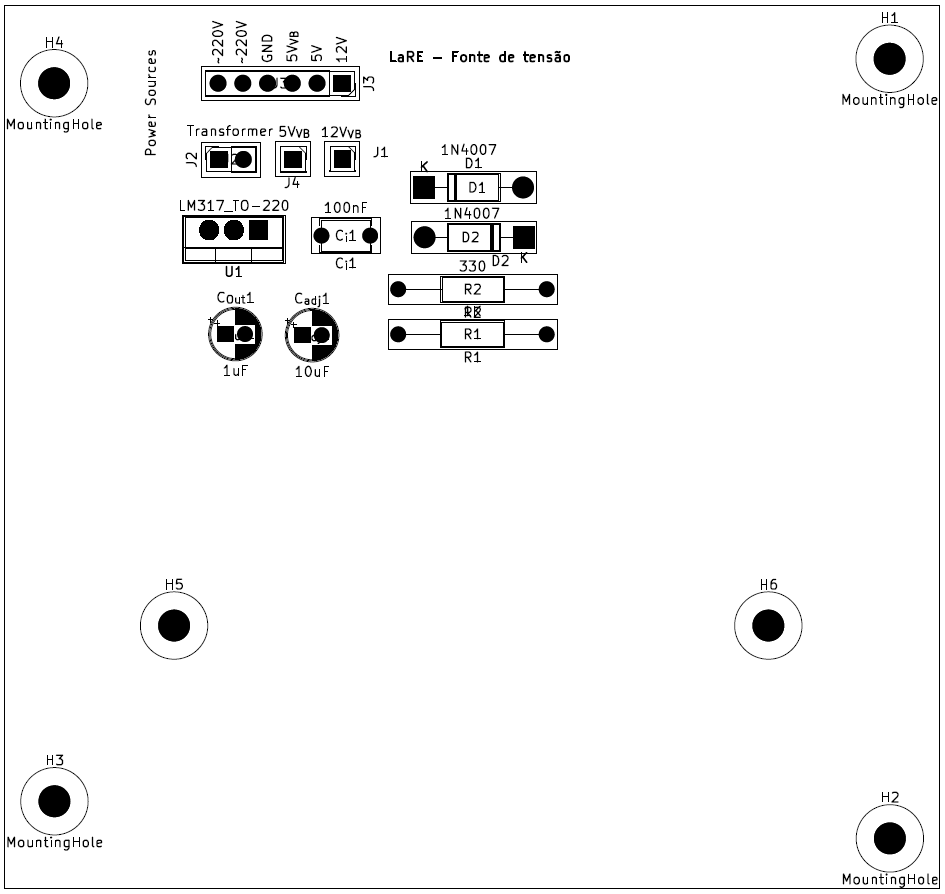 H1
H4
~220V
~220V
GND
5VVB
5V
12V
LaRE - Fonte de tensão
J3
MountingHole
MountingHole
Power Sources
Transformer
5VVB
12VVB
J2
J4
J1
1N4007
D1
K
D1
LM317_TO-220
U1
100nF
Ci1
Ci1
1N4007
D2
D2
K
330
R2
R1
R1
Cout1
1uF
Cadj1
10uF
H5
H6
H3
MountingHole
H2
MountingHole